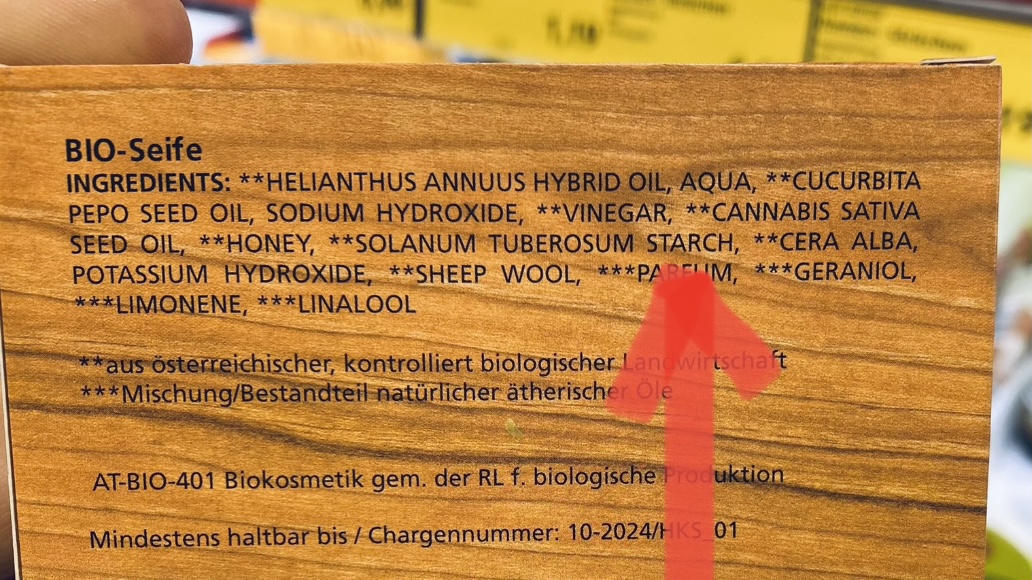 BIO-Seife
INGREDIENTS: **HELIANTHUS ANNUUS HYBRID OIL, AQUA, **CUCURBITA
PEPO SEED OIL, SODIUM HYDROXIDE, **VINEGAR, **CANNABIS SATIVA
SEED OIL, **HONEY, **SOLANUM TUBEROSUM STARCH, **CERA ALBA,
POTASSIUM HYDROXIDE, **SHEEP WOOL, ***PARFUM, ***GERANIOL,
***LIMONENE, ***LINALOOL
**aus österreichischer, kontrolliert biologischer Landwirtschaft
***Mischung/Bestandteil natürlicher ätherischer Öle
AT-BIO-401 Biokosmetik gem. der RL f. biologische Produktion
Mindestens haltbar bis / Chargennummer: 10-2024/HKS_01